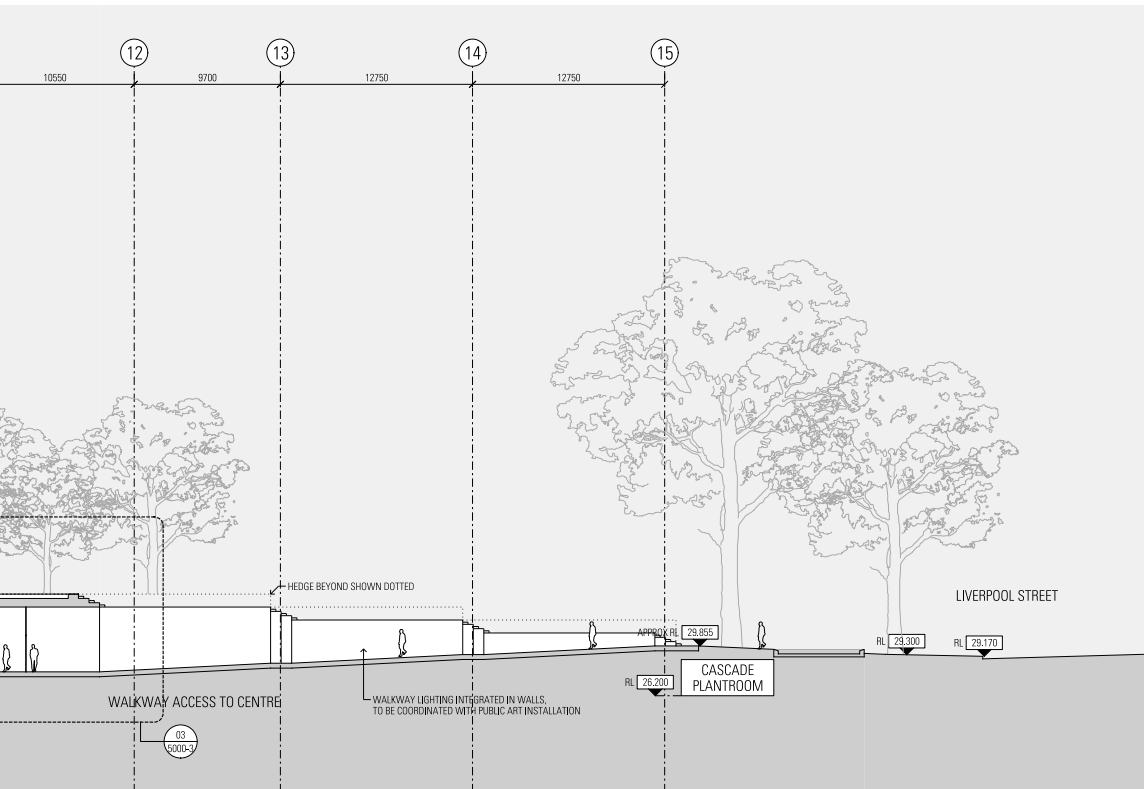 12
13
14
15
10550
9700
12750
12750
HEDGE BEYOND SHOWN DOTTED
LIVERPOOL STREET
APPROX RL 29.855
RL 29.300
RL 29.170
RL 26.200
CASCADE
PLANTROOM
WALKWAY ACCESS TO CENTRE
WALKWAY LIGHTING INTEGRATED IN WALLS,
TO BE COORDINATED WITH PUBLIC ART INSTALLATION
03
5000-3